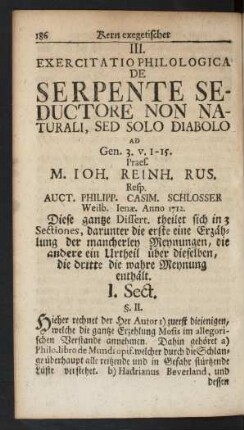 186 Kern exegetischer
III.
EXERCITATIO PHILOLOGICA
DE
SERPENTE SE-
DUCTORE NON NA-
TURALI, SED SOLO DIABOLO
AD
Gen. 3. v. 1-15.
Præs.
M. IOH. REINH. RUS.
Resp.
AUCT. PHILIPP. CASIM. SCHLOSSER
Weilb. Ienæ. Anno 1712.
Diese gantze Dissert. theilet sich in 3
Sectiones, darunter die erste eine Erzäh-
lung der mancherley Meynungen, die
andere ein Urtheil über dieselben,
die dritte die wahre Meynung
enthält.
I. Sect.
§. II.
Hieher rechnet der Her Autor 1) zuerst diejenigen,
welche die gantze Erzehlung Mosis im allegori-
schen Verstande annehmen. Dahin gehöret a)
Philo. libro de Mundi opif. welcher durch die Schlan-
ge überhaupt alle reitzende und in Gefahr stürtzende
Lüste verstehet. b) Hadrianus Beverland, und
dessen